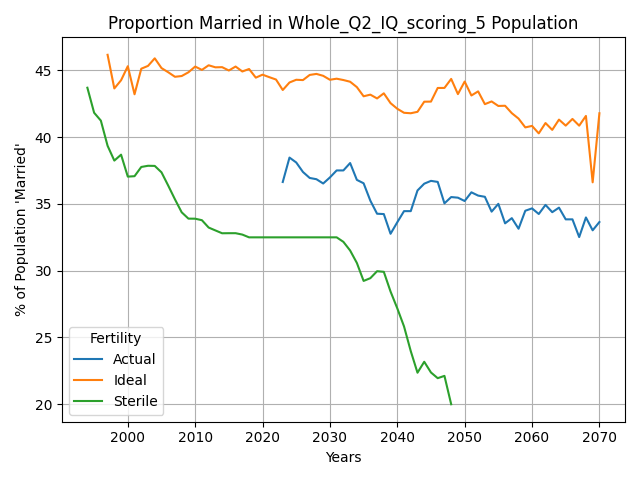 Proportion Married in Whole_Q2_IQ_scoring_5 Population
% of Population 'Married'
45
40
35
30
25
20
Fertility
Actual
Ideal
Sterile
2000 2010 2020 2030 2040 2050 2060 2070
Years